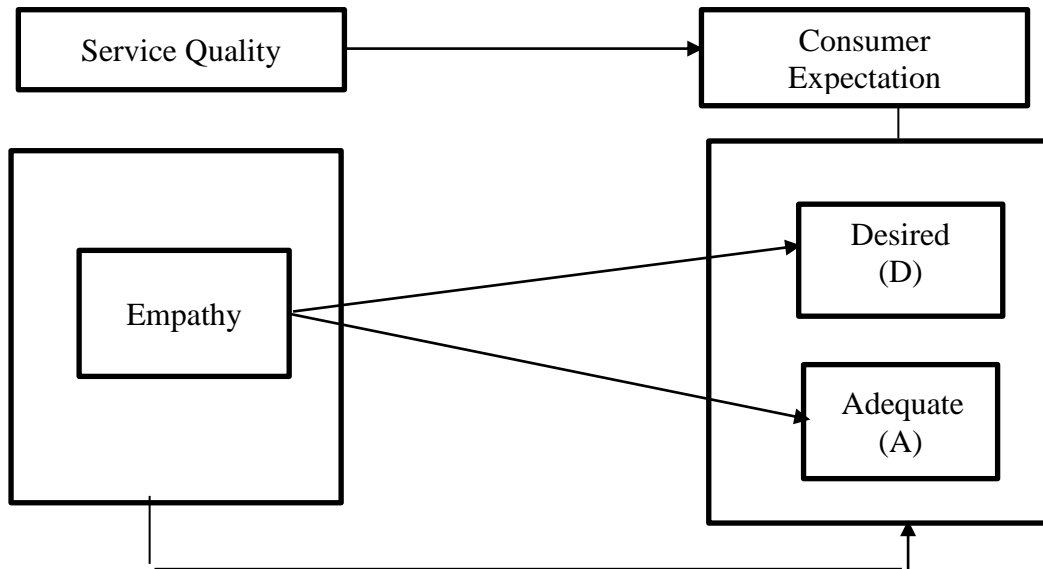 Service Quality
Consumer
Expectation
Empathy
Desired
(D)
Adequate
(A)